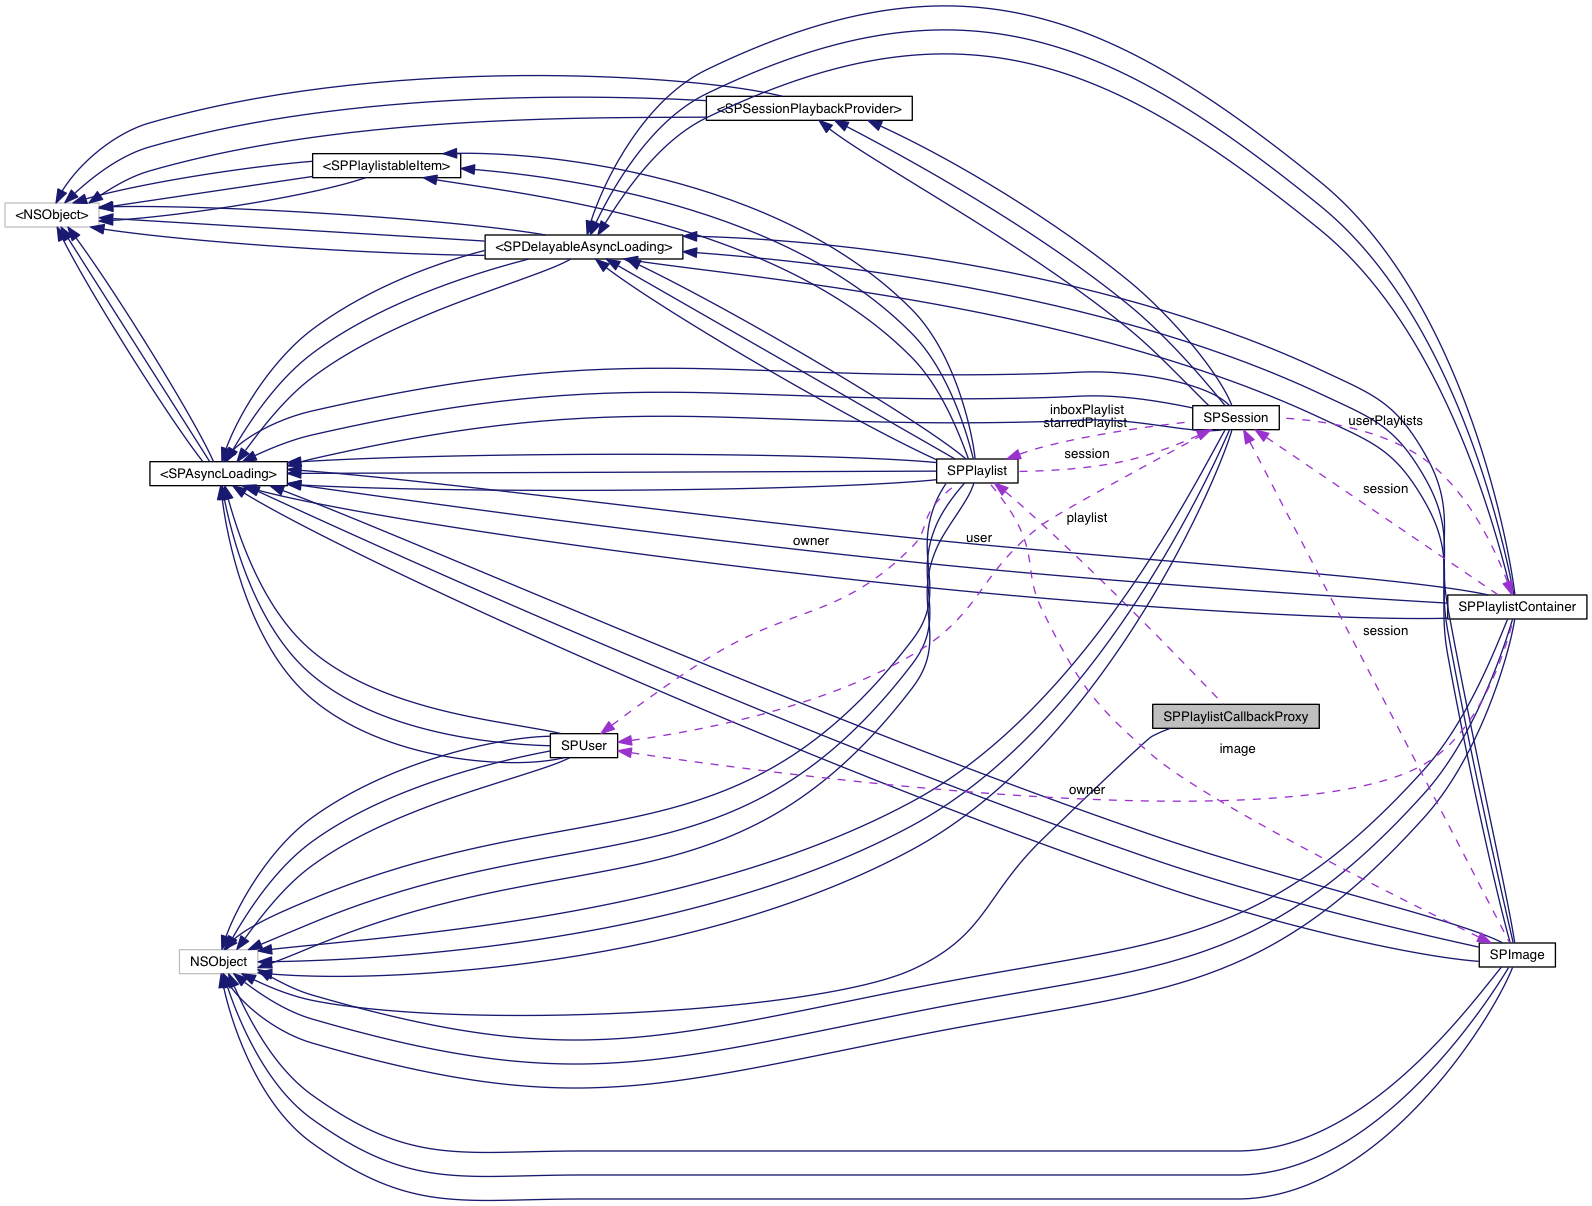 <SPSessionPlaybackProvider>
<SPPlaylistableItem>
<NSObject>
<SPDelayableAsyncLoading>
inboxPlaylist
starredPlaylist
SPSession
userPlaylists
session
<SPAsyncLoading>
SPPlaylist
session
playlist
owner
user
SPPlaylistContainer
session
SPPlaylistCallbackProxy
SPUser
image
owner
NSObject
SPImage